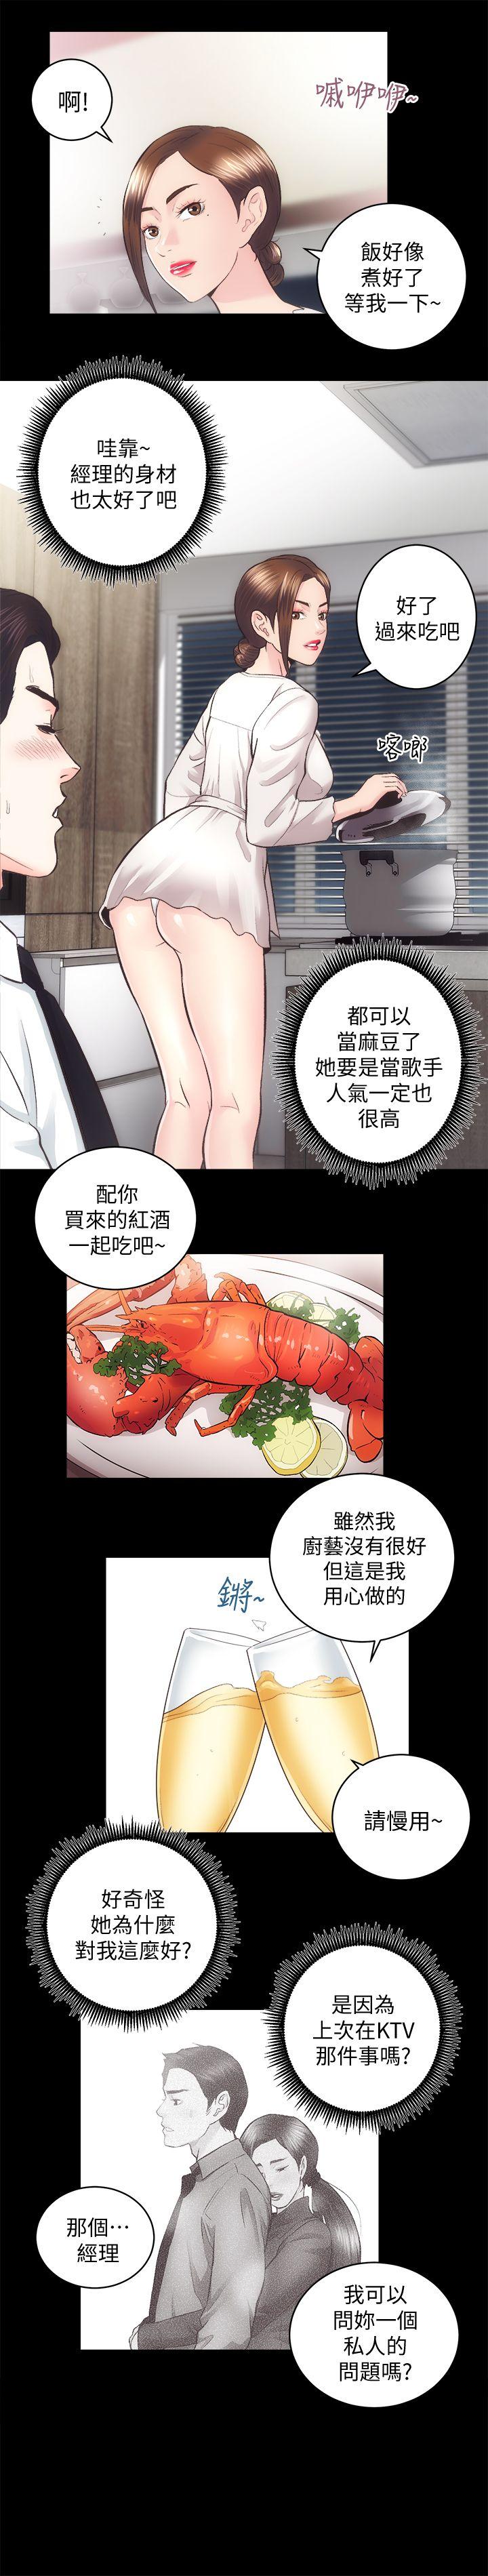 啊!
嘁咿咿~
飯好像
煮好了
等我一下~
哇靠~
經理的身材
也太好了吧
好了
過來吃吧
喀啷
都可以
當麻豆了
她要是當歌手
人氣一定也
很高
配你
買來的紅酒
一起吃吧~
雖然我
廚藝沒有很好
但這是我
用心做的
鏘~
請慢用~
好奇怪
她為什麼
對我這麼好?
是因為
上次在KTV
那件事嗎?
那個…
經理
我可以
問妳一個
私人的
問題嗎?